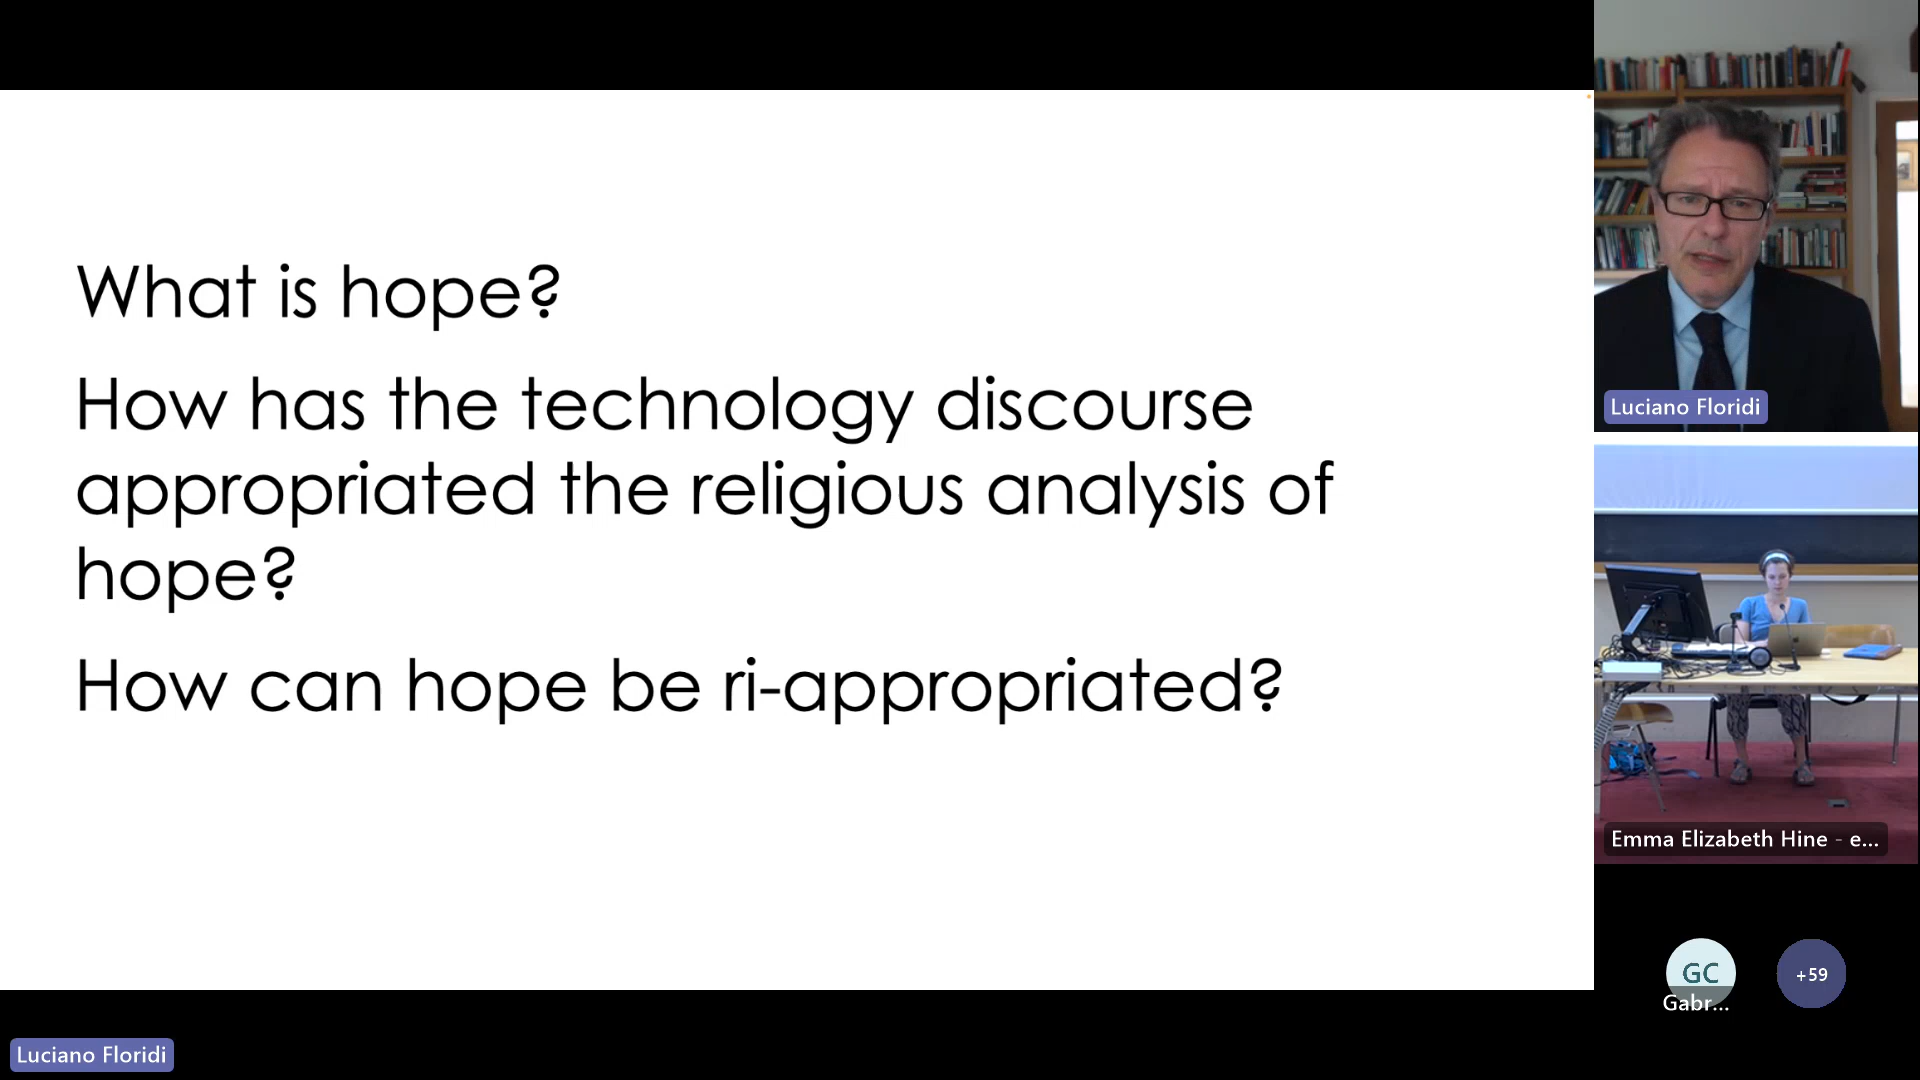 What is hope?
How has the technology discourse
appropriated the religious analysis of
hope?
How can hope be ri-appropriated?
Luciano Floridi
Emma Elizabeth Hine - e...
GC
Gabr...
+59
Luciano Floridi